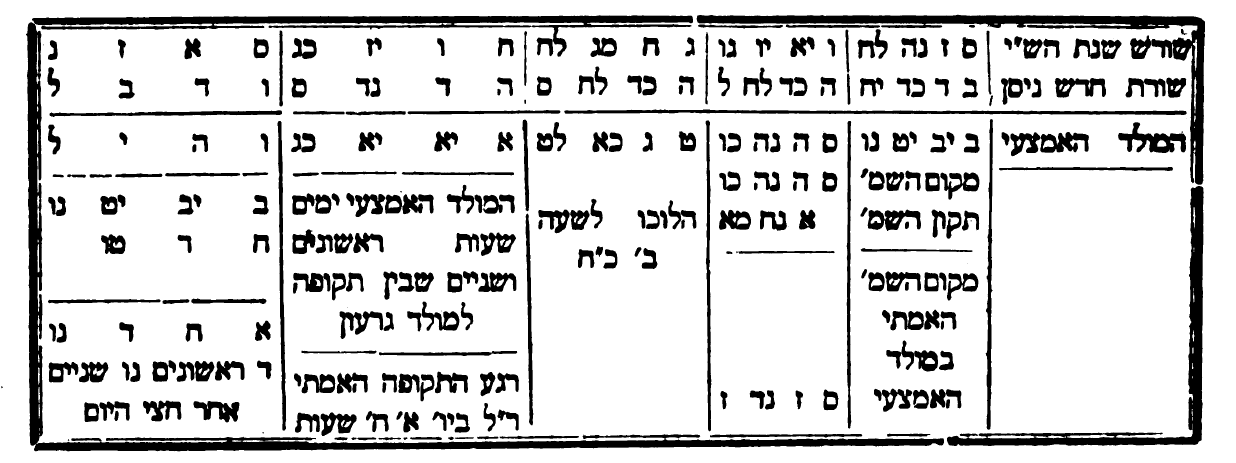 שורש שנת הש״י ס ז נה לח ו יא יו נו ג ח מג לח ח ו יז כג ס א ז נ
שורת חדש ניסן ב ד כד יח ה כד לח ל ה כד לח ס ה ד נד ס ו ד ב ל
המולד האמצעי ב יב יט נו ס ה נה כו ט ג כא לט א יא יא כג ו ה י ל
מקום השמ׳
תקון השמ׳
מקום השמ׳
האמתי
במולד
האמצעי
ס ה נה כו
א נח מא
ס ז נד ז
הלוכו לשעה
ב׳ כ״ח
המולד האמצעי ימים
שעות ראשונים
ושניים שבין תקופה
למולד גרעון
רגע התקופה האמתי
ר״ל ביו׳ א׳ ח׳ שעות
ב יב יט נו
ח ד טו
א ח ד נו
ד ראשונים נו שניים
אחר חצי היום